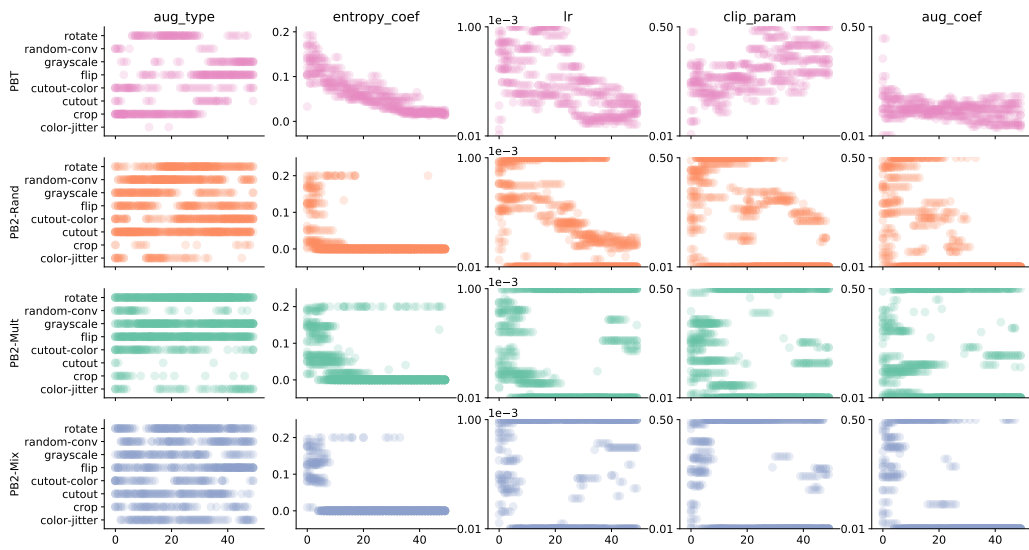 aug_type entropy_coef lr clip_param aug_coef
1e−3
PBT
rotate
random-conv
grayscale
flip
cutout-color
cutout
crop
color-jitter
0.2
0.1
0.0
1.00
0.01
0.50
0.01
0.50
0.01
1e−3
PB2-Rand
rotate
random-conv
grayscale
flip
cutout-color
cutout
crop
color-jitter
0.2
0.1
0.0
1.00
0.01
0.50
0.01
0.50
0.01
1e−3
PB2-Mult
rotate
random-conv
grayscale
flip
cutout-color
cutout
crop
color-jitter
0.2
0.1
0.0
1.00
0.01
0.50
0.01
0.50
0.01
1e−3
PB2-Mix
rotate
random-conv
grayscale
flip
cutout-color
cutout
crop
color-jitter
0.2
0.1
0.0
1.00
0.01
0.50
0.01
0.50
0.01
0 20 40 0 20 40 0 20 40 0 20 40 0 20 40